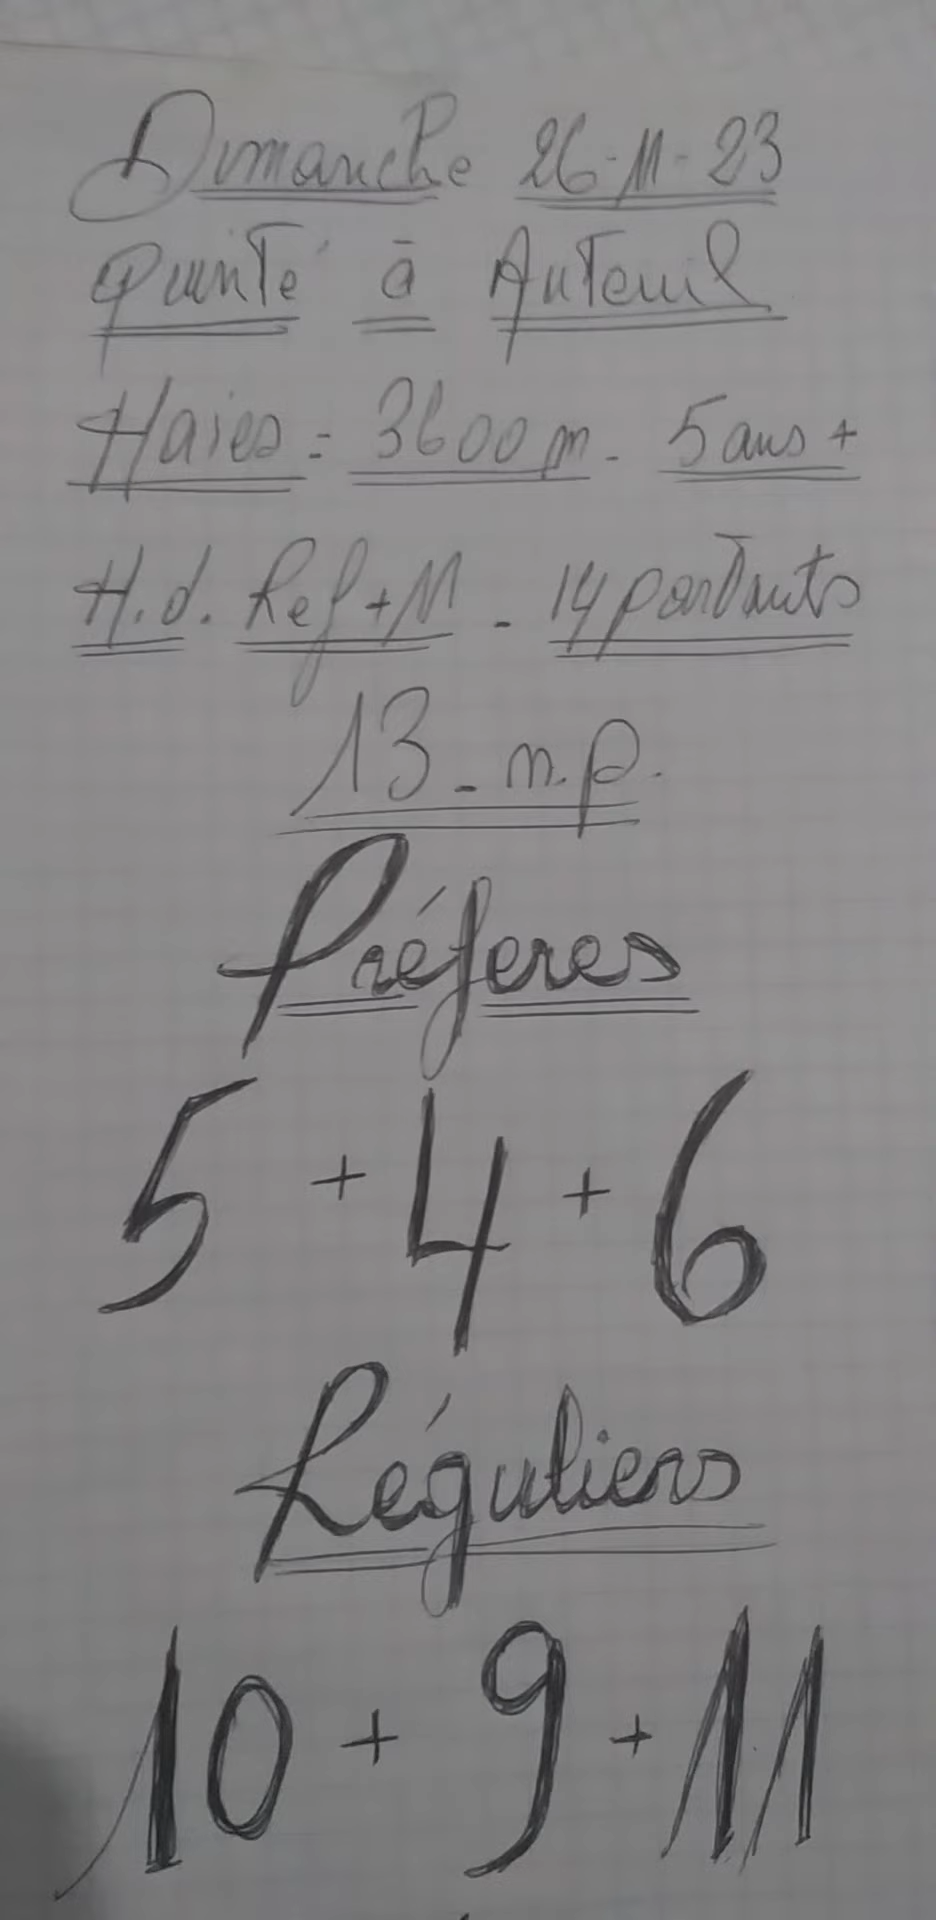 Dimanche 26-11-23
Quinté à Auteuil
Haies = 3600 m - 5 ans +
H.d. Ref + 11 - 14 partants
13 - n.p.
Préferes
5 + 4 + 6
Réguliers
10 + 9 + 11